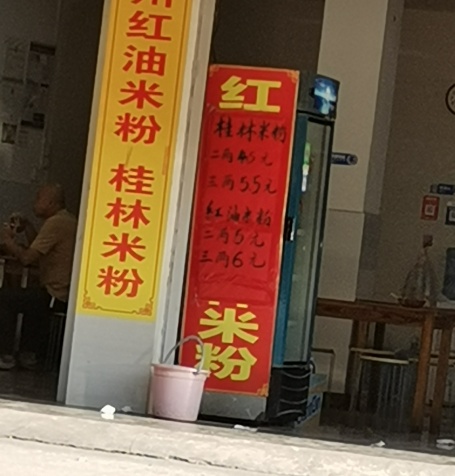 州红油米粉 桂林米粉
红
桂林米粉
二两4.5元
三两5.5元
红油米粉
二两5元
三两6元
米粉